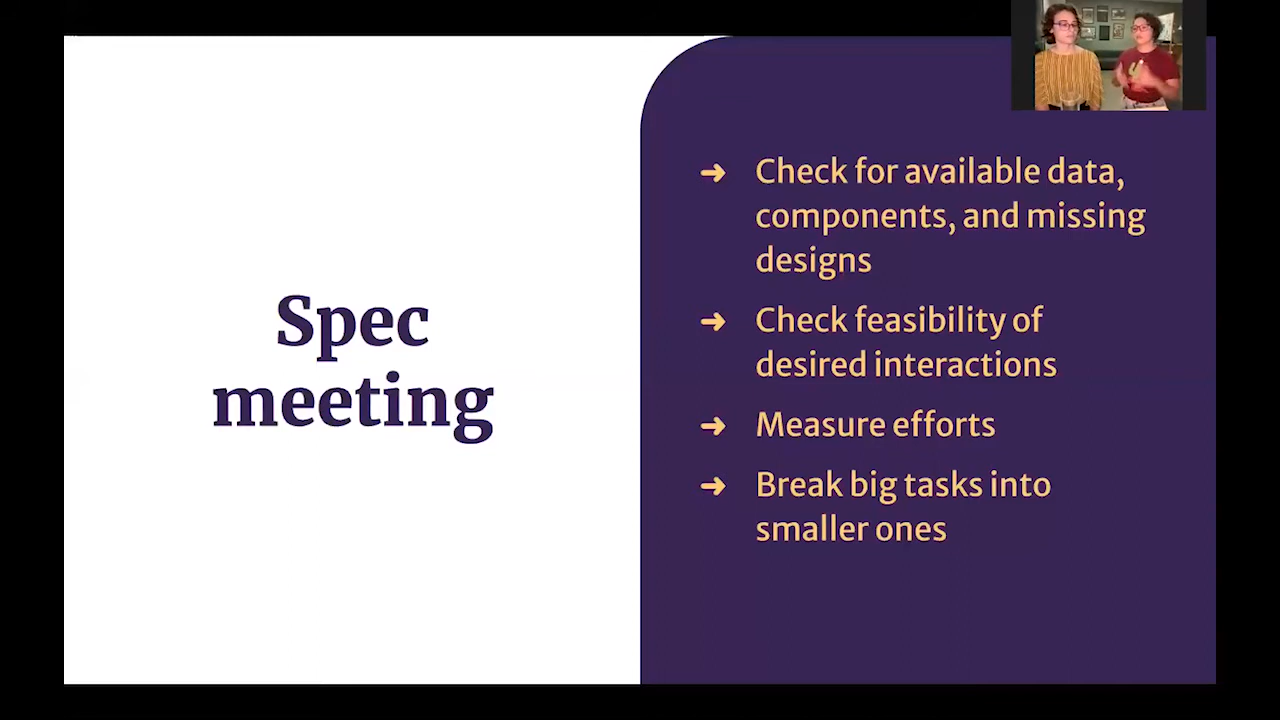 Spec
meeting
➜ Check for available data,
components, and missing
designs
➜ Check feasibility of
desired interactions
➜ Measure efforts
➜ Break big tasks into
smaller ones